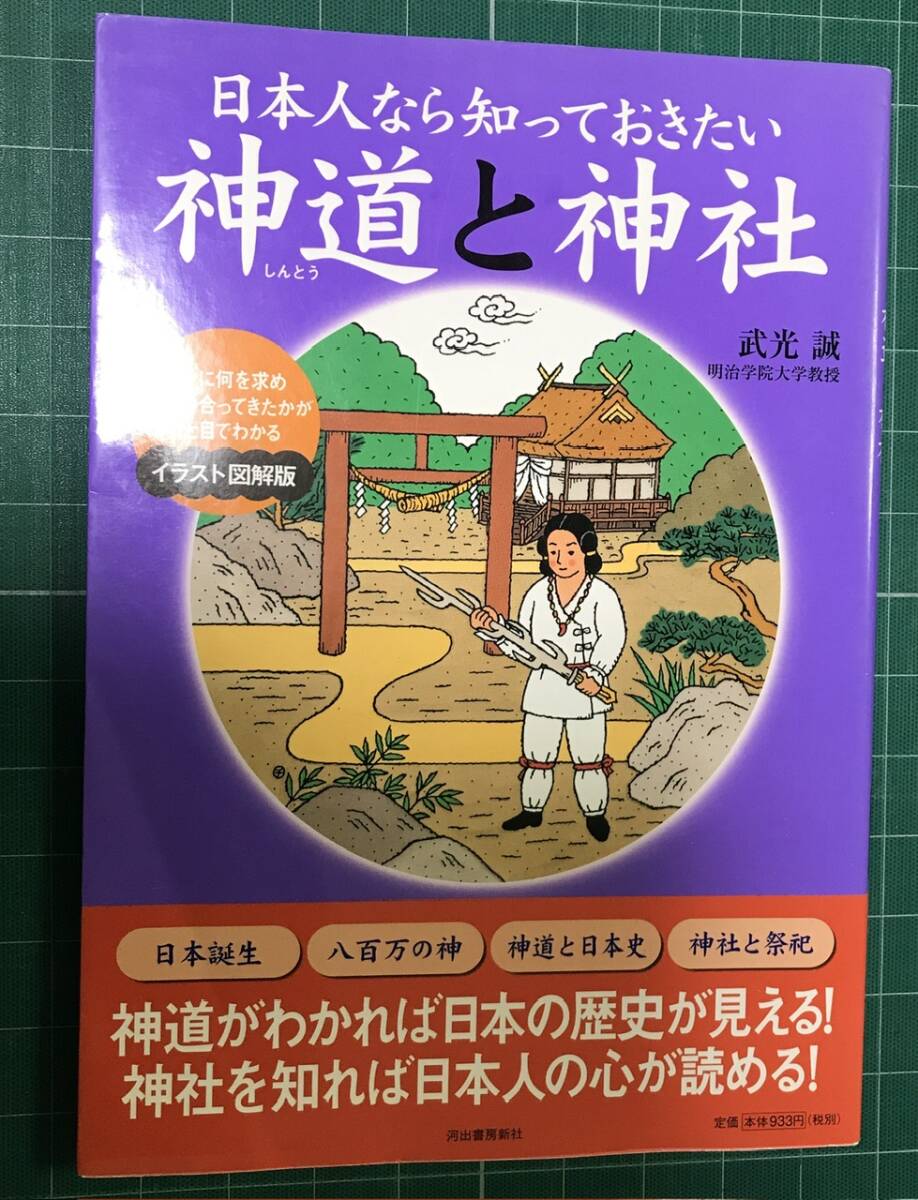 日本人なら知っておきたい
神道と神社
しんとう
武光 誠
明治学院大学教授
に何を求め
合ってきたかが
目でわかる
イラスト図解版
日本誕生
八百万の神
神道と日本史
神社と祭祀
神道がわかれば日本の歴史が見える!
神社を知れば日本人の心が読める!
定価 本体933円(税別)
河出書房新社